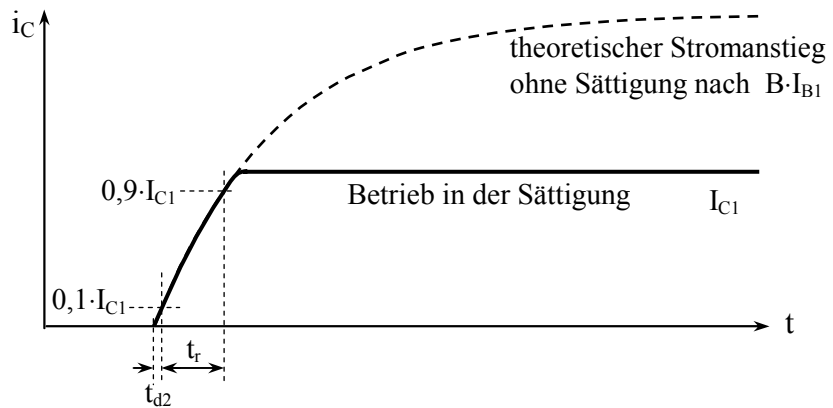 i_C
theoretischer Stromanstieg
ohne Sättigung nach B·I_B1
0,9·I_C1
Betrieb in der Sättigung
I_C1
0,1·I_C1
t
t_r
t_d2